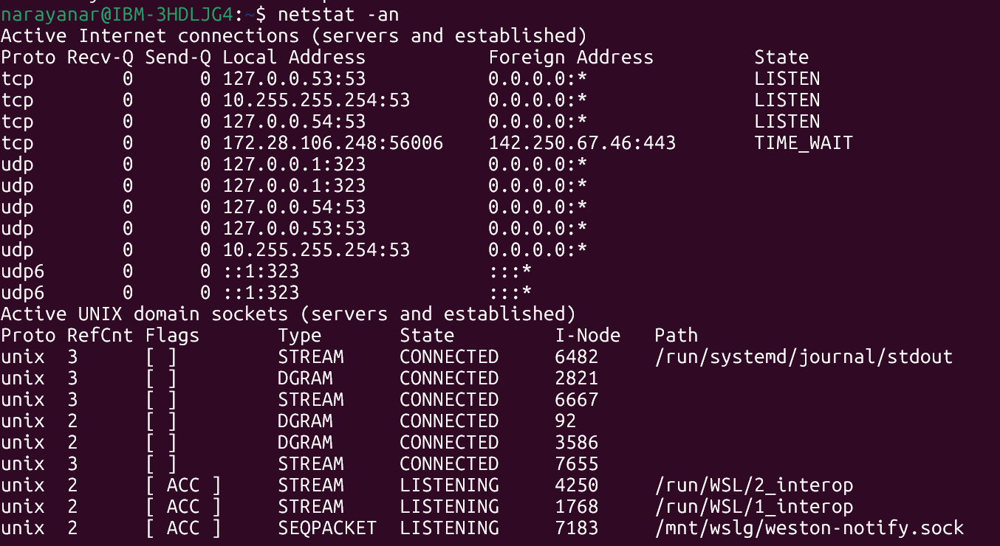 narayanar@IBM-3HDLJG4:~$ netstat -an
Active Internet connections (servers and established)
Proto Recv-Q Send-Q Local Address           Foreign Address         State
tcp        0      0 127.0.0.53:53           0.0.0.0:*               LISTEN
tcp        0      0 10.255.255.254:53       0.0.0.0:*               LISTEN
tcp        0      0 127.0.0.54:53           0.0.0.0:*               LISTEN
tcp        0      0 172.28.106.248:56006    142.250.67.46:443       TIME_WAIT
udp        0      0 127.0.0.1:323           0.0.0.0:*
udp        0      0 127.0.0.1:323           0.0.0.0:*
udp        0      0 127.0.0.54:53           0.0.0.0:*
udp        0      0 127.0.0.53:53           0.0.0.0:*
udp        0      0 10.255.255.254:53       0.0.0.0:*
udp6       0      0 ::1:323                 :::*
udp6       0      0 ::1:323                 :::*
Active UNIX domain sockets (servers and established)
Proto RefCnt Flags       Type       State         I-Node   Path
unix  3      [ ]         STREAM     CONNECTED     6482     /run/systemd/journal/stdout
unix  3      [ ]         DGRAM      CONNECTED     2821
unix  3      [ ]         STREAM     CONNECTED     6667
unix  2      [ ]         DGRAM      CONNECTED     92
unix  2      [ ]         DGRAM      CONNECTED     3586
unix  3      [ ]         STREAM     CONNECTED     7655
unix  2      [ ACC ]     STREAM     LISTENING     4250     /run/WSL/2_interop
unix  2      [ ACC ]     STREAM     LISTENING     1768     /run/WSL/1_interop
unix  2      [ ACC ]     SEQPACKET  LISTENING     7183     /mnt/wslg/weston-notify.sock